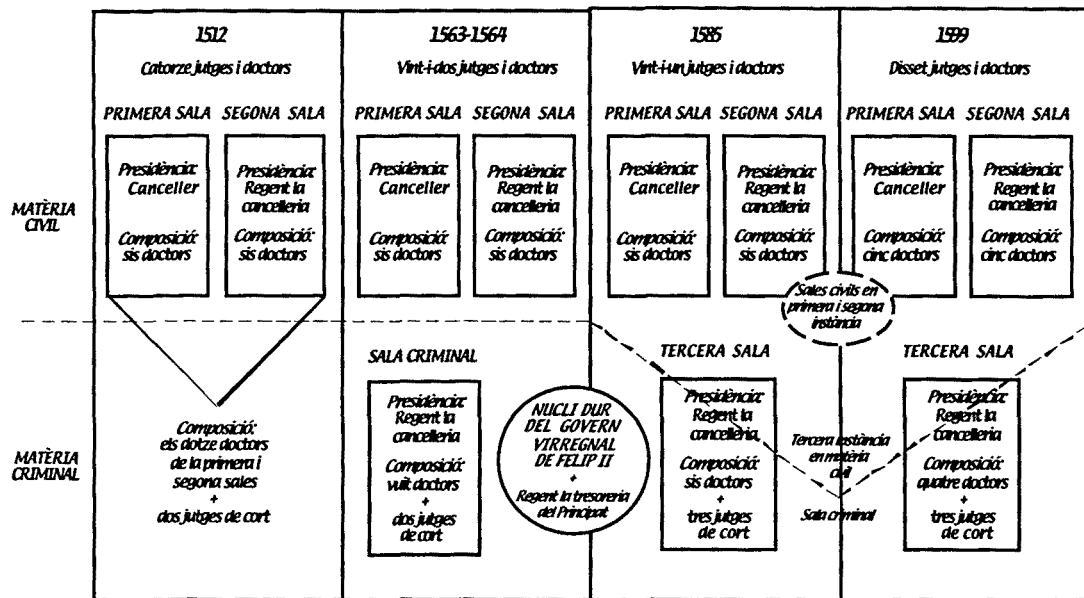 1512
Catorze jutges i doctors
PRIMERA SALA
SEGONA SALA
Presidència:
Canceller
Composició:
sis doctors
Presidència:
Regent la
cancelleria
Composició:
sis doctors
1563-1564
Vint-i-dos jutges i doctors
PRIMERA SALA
SEGONA SALA
Presidència:
Canceller
Composició:
sis doctors
Presidència:
Regent la
cancelleria
Composició:
sis doctors
1585
Vint-i-un jutges i doctors
PRIMERA SALA
SEGONA SALA
Presidència:
Canceller
Composició:
sis doctors
Presidència:
Regent la
cancelleria
Composició:
sis doctors
1599
Disset jutges i doctors
PRIMERA SALA
SEGONA SALA
Presidència:
Canceller
Composició:
cinc doctors
Presidència:
Regent la
cancelleria
Composició:
cinc doctors
MATÈRIA
CIVIL
Sales civils en
primera i segona
instància
MATÈRIA
CRIMINAL
Composició:
els dotze doctors
de la primera i
segona sales
+
dos jutges de cort
SALA CRIMINAL
Presidència:
Regent la
cancelleria
Composició:
vuit doctors
+
dos jutges
de cort
NUCLI DUR
DEL GOVERN
VIRREGNAL
DE FELIP II
+
Regent la tresoreria
del Principat
TERCERA SALA
Presidència:
Regent la
cancelleria
Composició:
sis doctors
+
tres jutges
de cort
Tercera instància
en matèria
civil
Sala criminal
TERCERA SALA
Presidència:
Regent la
cancelleria
Composició:
quatre doctors
+
tres jutges
de cort